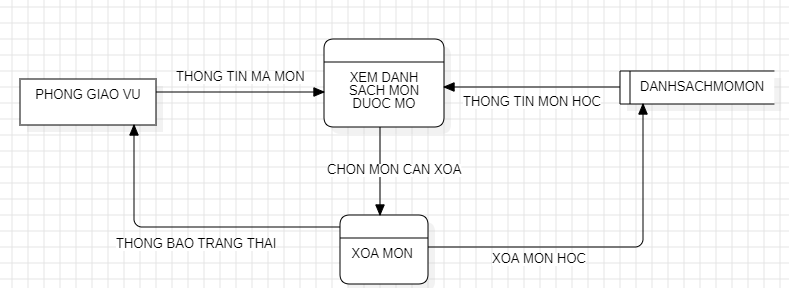 THONG TIN MA MON
XEM DANH
SACH MON
DUOC MO
PHONG GIAO VU
DANHSACHMOMON
THONG TIN MON HOC
CHON MON CAN XOA
THONG BAO TRANG THAI
XOA MON
XOA MON HOC